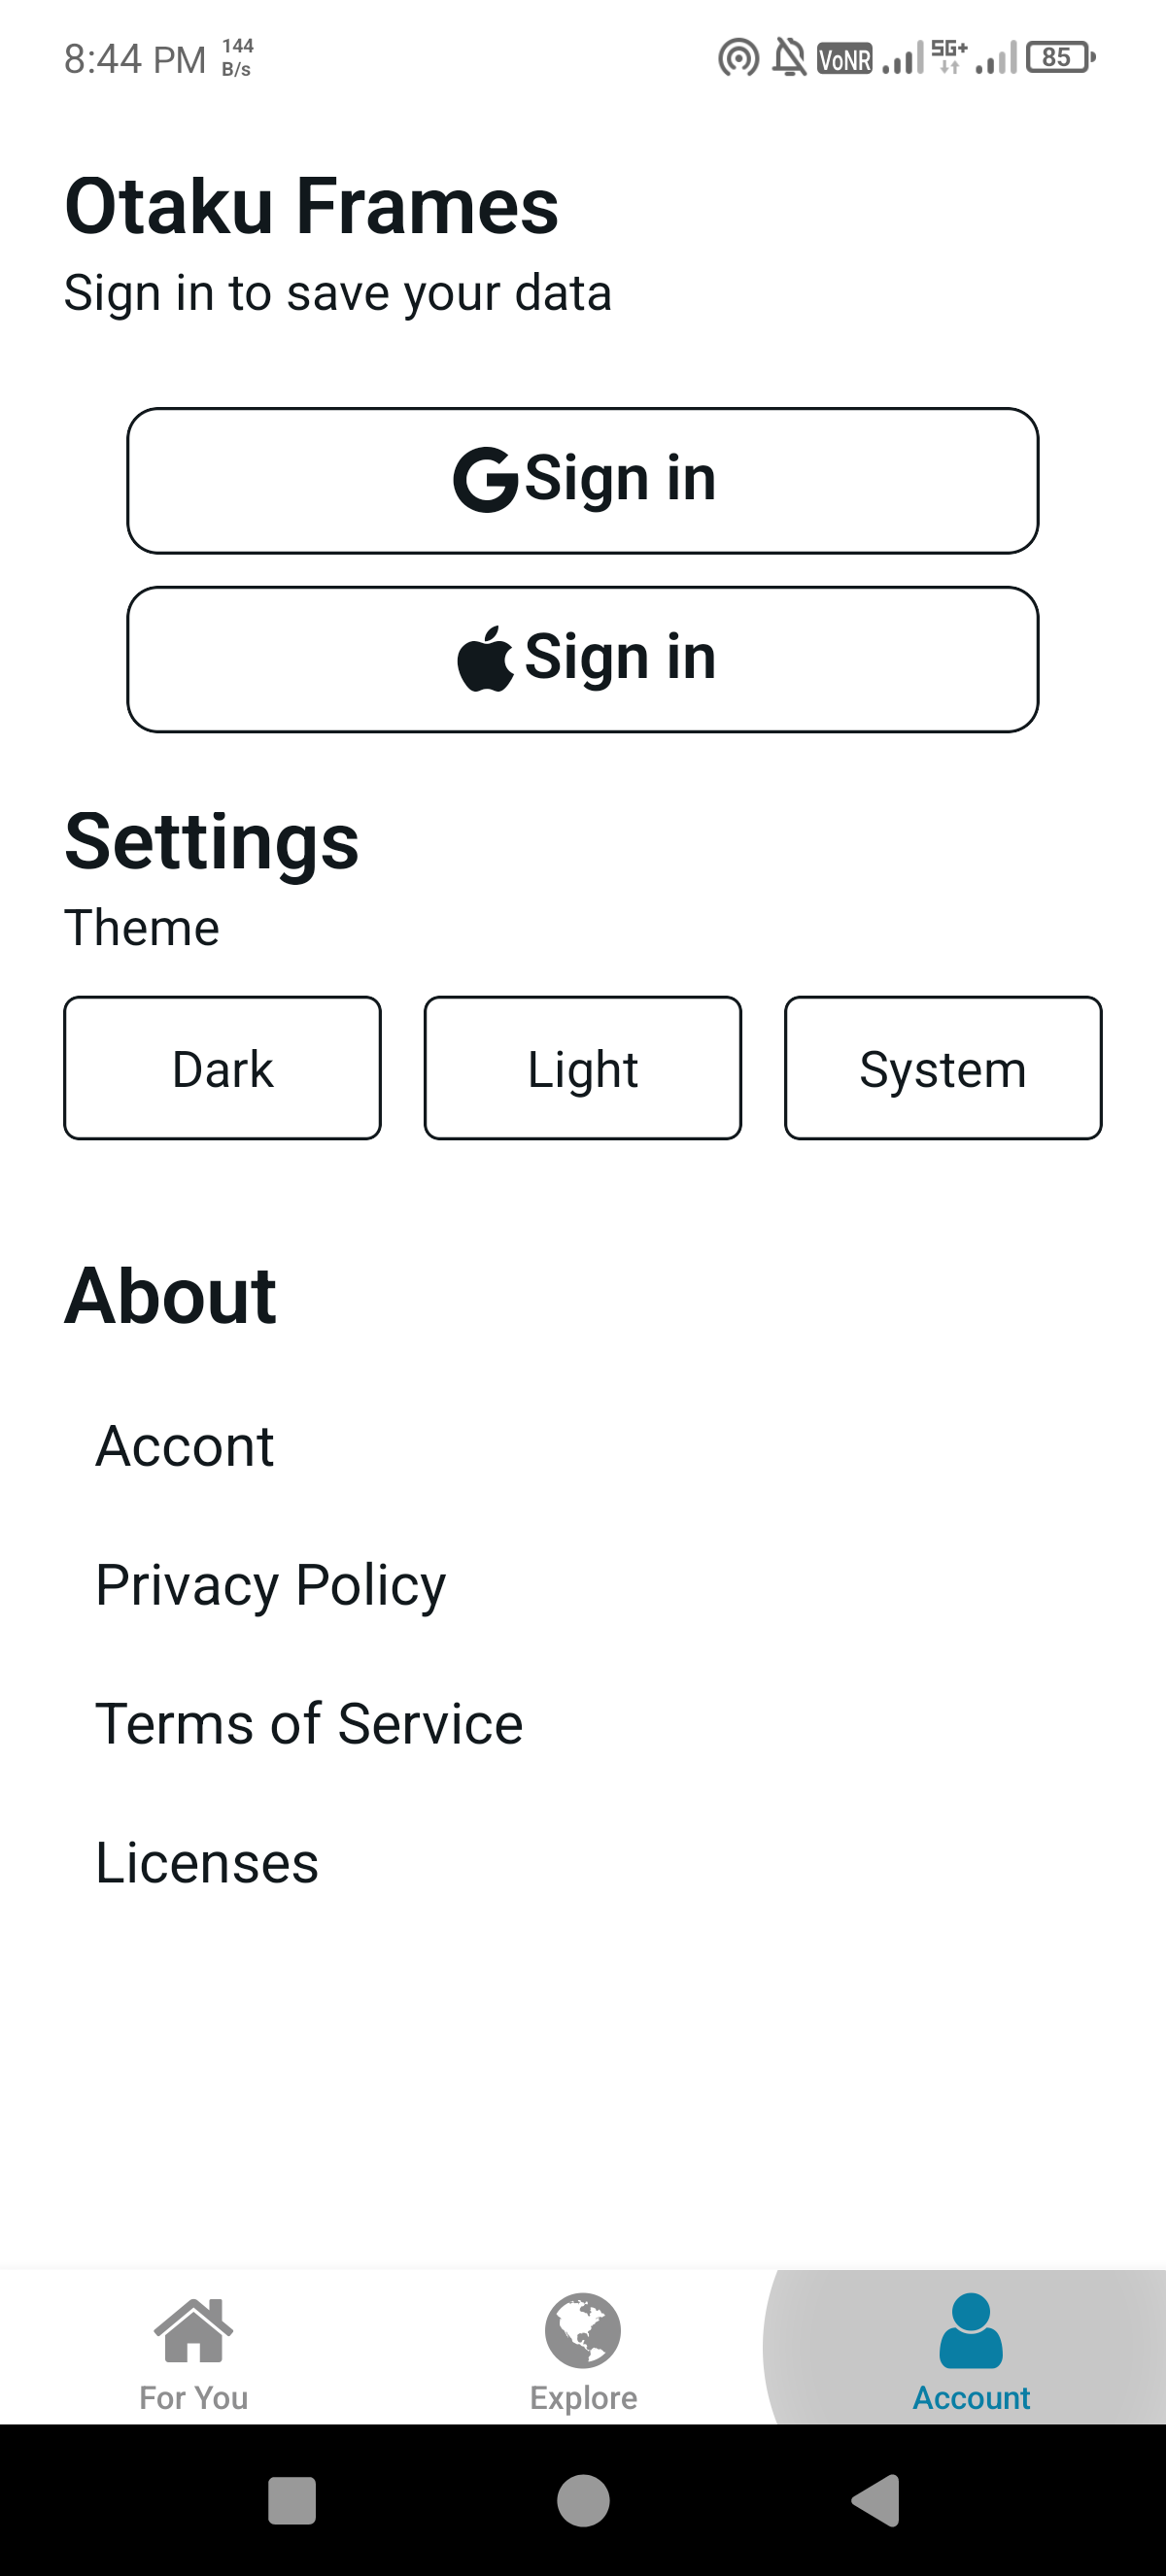 8:44 PM 144 B/s VoNR 5G+ 85
Otaku Frames
Sign in to save your data
Sign in
Sign in
Settings
Theme
Dark Light System
About
Accont
Privacy Policy
Terms of Service
Licenses
For You Explore Account